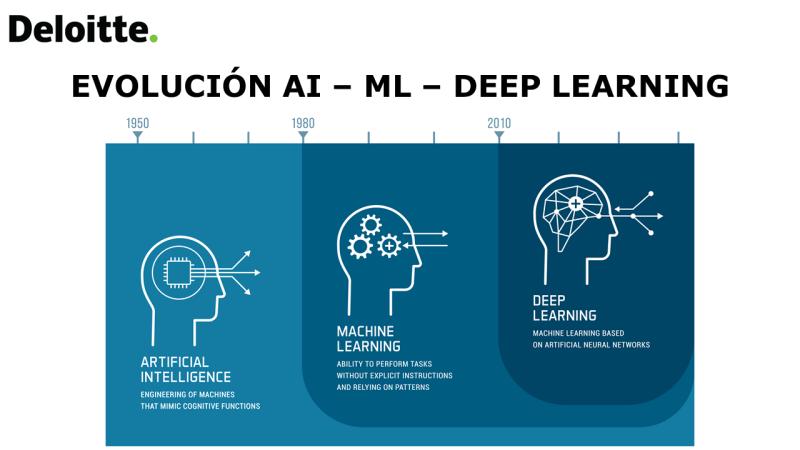 Deloitte.
EVOLUCIÓN AI – ML – DEEP LEARNING
1950
1980
2010
ARTIFICIAL
INTELLIGENCE
ENGINEERING OF MACHINES
THAT MIMIC COGNITIVE FUNCTIONS
MACHINE
LEARNING
ABILITY TO PERFORM TASKS
WITHOUT EXPLICIT INSTRUCTIONS
AND RELYING ON PATTERNS
DEEP
LEARNING
MACHINE LEARNING BASED
ON ARTIFICIAL NEURAL NETWORKS